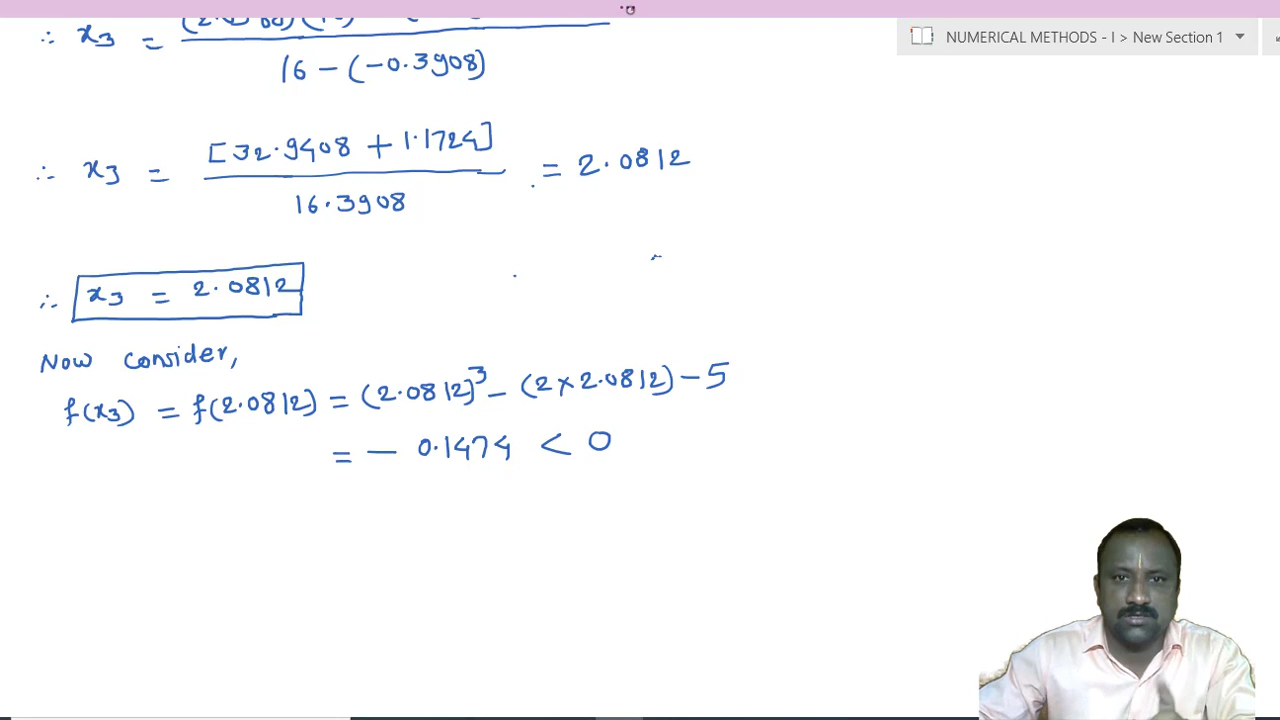 NUMERICAL METHODS - I > New Section 1
∴ x3 =
16 - (-0.3908)
∴ x3 = [32.9408 + 1.1724] / 16.3908 = 2.0812
∴ x3 = 2.0812
Now consider,
f(x3) = f(2.0812) = (2.0812)^3 - (2 × 2.0812) - 5
= - 0.1474 < 0